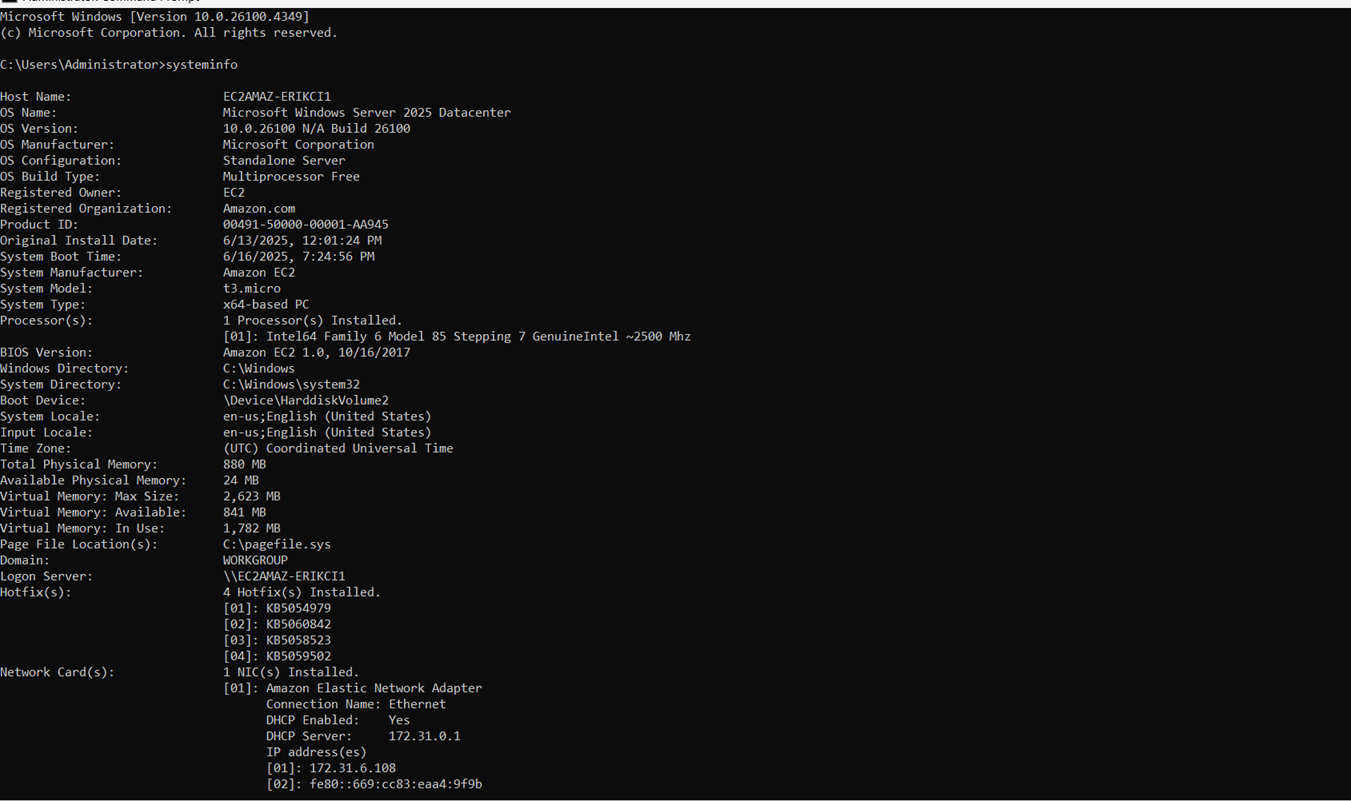 Microsoft Windows [Version 10.0.26100.4349]
(c) Microsoft Corporation. All rights reserved.
C:\Users\Administrator>systeminfo
Host Name: EC2AMAZ-ERIKCI1
OS Name: Microsoft Windows Server 2025 Datacenter
OS Version: 10.0.26100 N/A Build 26100
OS Manufacturer: Microsoft Corporation
OS Configuration: Standalone Server
OS Build Type: Multiprocessor Free
Registered Owner: EC2
Registered Organization: Amazon.com
Product ID: 00491-50000-00001-AA945
Original Install Date: 6/13/2025, 12:01:24 PM
System Boot Time: 6/16/2025, 7:24:56 PM
System Manufacturer: Amazon EC2
System Model: t3.micro
System Type: x64-based PC
Processor(s): 1 Processor(s) Installed.
[01]: Intel64 Family 6 Model 85 Stepping 7 GenuineIntel ~2500 Mhz
BIOS Version: Amazon EC2 1.0, 10/16/2017
Windows Directory: C:\Windows
System Directory: C:\Windows\system32
Boot Device: \Device\HarddiskVolume2
System Locale: en-us;English (United States)
Input Locale: en-us;English (United States)
Time Zone: (UTC) Coordinated Universal Time
Total Physical Memory: 880 MB
Available Physical Memory: 24 MB
Virtual Memory: Max Size: 2,623 MB
Virtual Memory: Available: 841 MB
Virtual Memory: In Use: 1,782 MB
Page File Location(s): C:\pagefile.sys
Domain: WORKGROUP
Logon Server: \\EC2AMAZ-ERIKCI1
Hotfix(s): 4 Hotfix(s) Installed.
[01]: KB5054979
[02]: KB5060842
[03]: KB5058523
[04]: KB5059502
Network Card(s): 1 NIC(s) Installed.
[01]: Amazon Elastic Network Adapter
Connection Name: Ethernet
DHCP Enabled: Yes
DHCP Server: 172.31.0.1
IP address(es)
[01]: 172.31.6.108
[02]: fe80::669:cc83:eaa4:9f9b